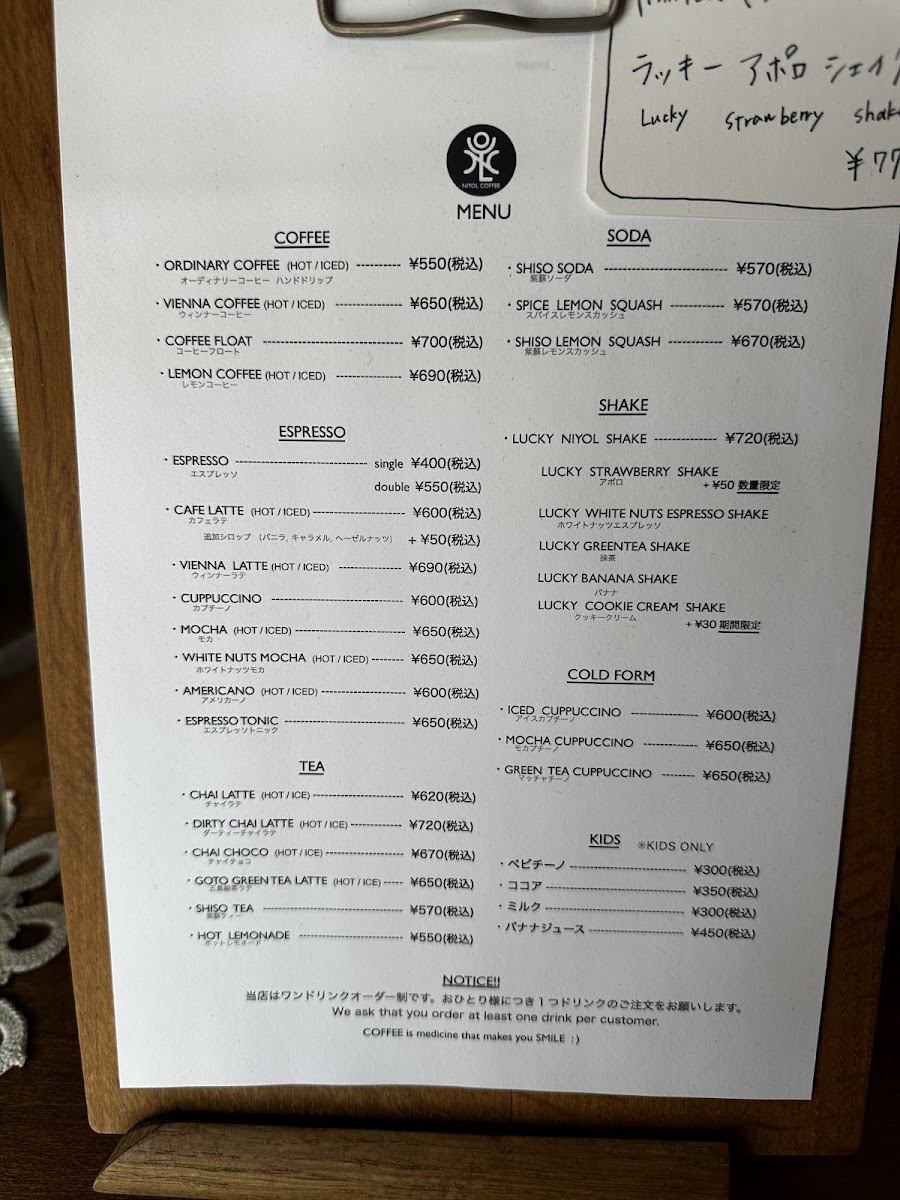 ラッキー アポロ シェイ
Lucky strawberry shake
¥77
NIYOL COFFEE
MENU
COFFEE
・ORDINARY COFFEE (HOT / ICED) ---------- ¥550(税込)
オーディナリーコーヒー ハンドドリップ
・VIENNA COFFEE (HOT / ICED) --------------- ¥650(税込)
ウィンナーコーヒー
・COFFEE FLOAT -------------------------------- ¥700(税込)
コーヒーフロート
・LEMON COFFEE (HOT / ICED) --------------- ¥690(税込)
レモンコーヒー
ESPRESSO
・ESPRESSO ------------------------------- single ¥400(税込)
エスプレッソ
double ¥550(税込)
・CAFE LATTE (HOT / ICED)---------------------- ¥600(税込)
カフェラテ
追加シロップ (バニラ, キャラメル, ヘーゼルナッツ) + ¥50(税込)
・VIENNA LATTE (HOT / ICED) --------------- ¥690(税込)
ウィンナーラテ
・CUPPUCCINO ------------------------------- ¥600(税込)
カプチーノ
・MOCHA (HOT / ICED)-------------------------- ¥650(税込)
モカ
・WHITE NUTS MOCHA (HOT / ICED)-------- ¥650(税込)
ホワイトナッツモカ
・AMERICANO (HOT / ICED)-------------------- ¥600(税込)
アメリカーノ
・ESPRESSO TONIC ---------------------------- ¥650(税込)
エスプレッソトニック
TEA
・CHAI LATTE (HOT / ICE)---------------------- ¥620(税込)
チャイラテ
・DIRTY CHAI LATTE (HOT / ICE)------------- ¥720(税込)
ダーティーチャイラテ
・CHAI CHOCO (HOT / ICE)-------------------- ¥670(税込)
チャイチョコ
・GOTO GREEN TEA LATTE (HOT / ICE)----- ¥650(税込)
五島緑茶ラテ
・SHISO TEA --------------------------------- ¥570(税込)
紫蘇ティー
・HOT LEMONADE ------------------------- ¥550(税込)
ホットレモネード
SODA
・SHISO SODA ---------------------------- ¥570(税込)
紫蘇ソーダ
・SPICE LEMON SQUASH ------------ ¥570(税込)
スパイスレモンスカッシュ
・SHISO LEMON SQUASH ------------ ¥670(税込)
紫蘇レモンスカッシュ
SHAKE
・LUCKY NIYOL SHAKE -------------- ¥720(税込)
LUCKY STRAWBERRY SHAKE
アポロ + ¥50 数量限定
LUCKY WHITE NUTS ESPRESSO SHAKE
ホワイトナッツエスプレッソ
LUCKY GREENTEA SHAKE
抹茶
LUCKY BANANA SHAKE
バナナ
LUCKY COOKIE CREAM SHAKE
クッキークリーム + ¥30 期間限定
COLD FORM
・ICED CUPPUCCINO ---------------- ¥600(税込)
アイスカプチーノ
・MOCHA CUPPUCCINO ------------- ¥650(税込)
モカプチーノ
・GREEN TEA CUPPUCCINO -------- ¥650(税込)
マッチャチーノ
KIDS ※KIDS ONLY
・ベビチーノ ---------------------------- ¥300(税込)
・ココア --------------------------------- ¥350(税込)
・ミルク --------------------------------- ¥300(税込)
・バナナジュース ----------------------- ¥450(税込)
NOTICE!!
当店はワンドリンクオーダー制です。おひとり様につき１つドリンクのご注文をお願いします。
We ask that you order at least one drink per customer.
COFFEE is medicine that makes you SMILE :)